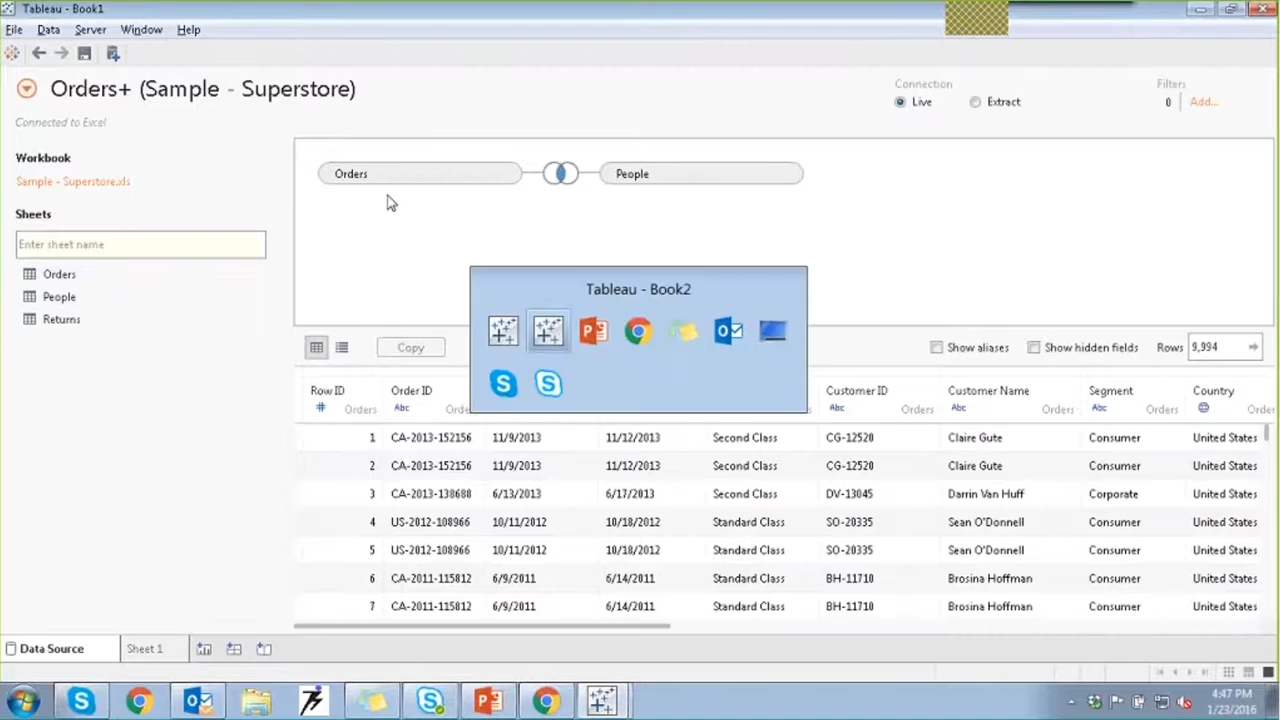 Tableau - Book1
File Data Server Window Help
Orders+ (Sample - Superstore)
Connection
Live Extract
Filters
0 Add...
Connected to Excel
Workbook
Sample - Superstore.xls
Sheets
Enter sheet name
Orders
People
Returns
Orders People
Tableau - Book2
Copy
Show aliases Show hidden fields Rows 9,994
Row ID Order ID Customer ID Customer Name Segment Country
# Orders Abc Orde Abc Orders Abc Orders Abc Orders Order
1 CA-2013-152156 11/9/2013 11/12/2013 Second Class CG-12520 Claire Gute Consumer United States
2 CA-2013-152156 11/9/2013 11/12/2013 Second Class CG-12520 Claire Gute Consumer United States
3 CA-2013-138688 6/13/2013 6/17/2013 Second Class DV-13045 Darrin Van Huff Corporate United States
4 US-2012-108966 10/11/2012 10/18/2012 Standard Class SO-20335 Sean O'Donnell Consumer United States
5 US-2012-108966 10/11/2012 10/18/2012 Standard Class SO-20335 Sean O'Donnell Consumer United States
6 CA-2011-115812 6/9/2011 6/14/2011 Standard Class BH-11710 Brosina Hoffman Consumer United States
7 CA-2011-115812 6/9/2011 6/14/2011 Standard Class BH-11710 Brosina Hoffman Consumer United States
Data Source Sheet 1
4:47 PM
1/23/2016